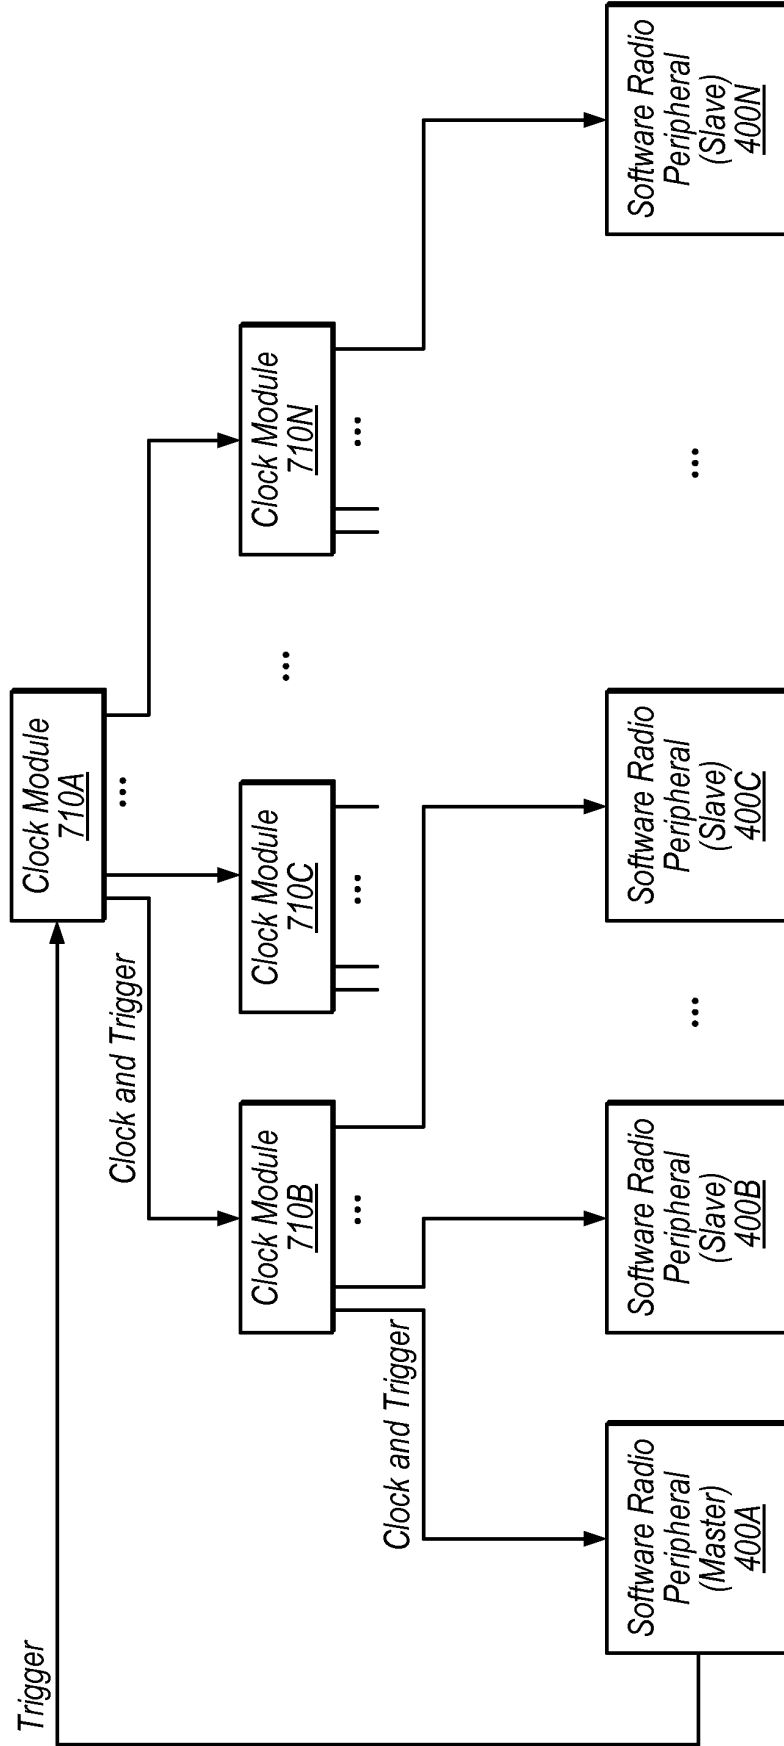 Trigger
Clock Module
710A
Clock and Trigger
Clock Module
710B
Clock Module
710C
Clock Module
710N
Clock and Trigger
Software Radio
Peripheral
(Master)
400A
Software Radio
Peripheral
(Slave)
400B
Software Radio
Peripheral
(Slave)
400C
Software Radio
Peripheral
(Slave)
400N